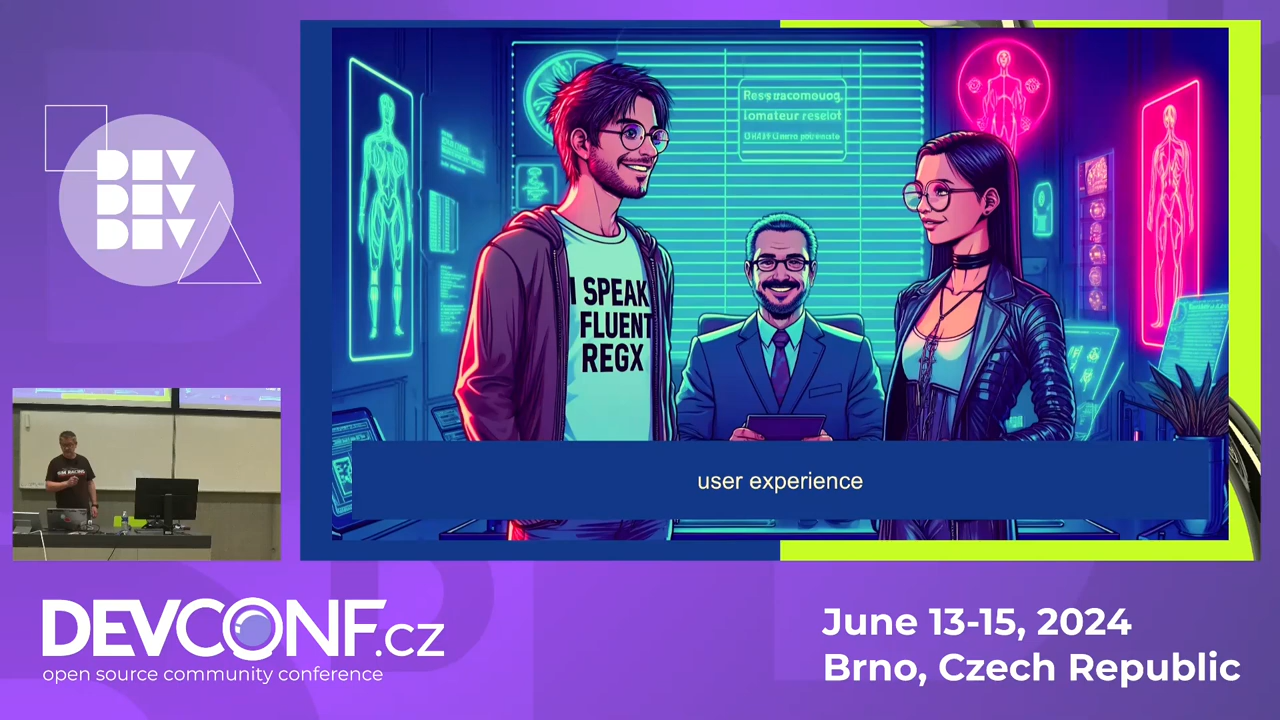 DEV
DEV
DEV
I SPEAK
FLUENT
REGX
user experience
DEVCONF.cz
open source community conference
June 13-15, 2024
Brno, Czech Republic